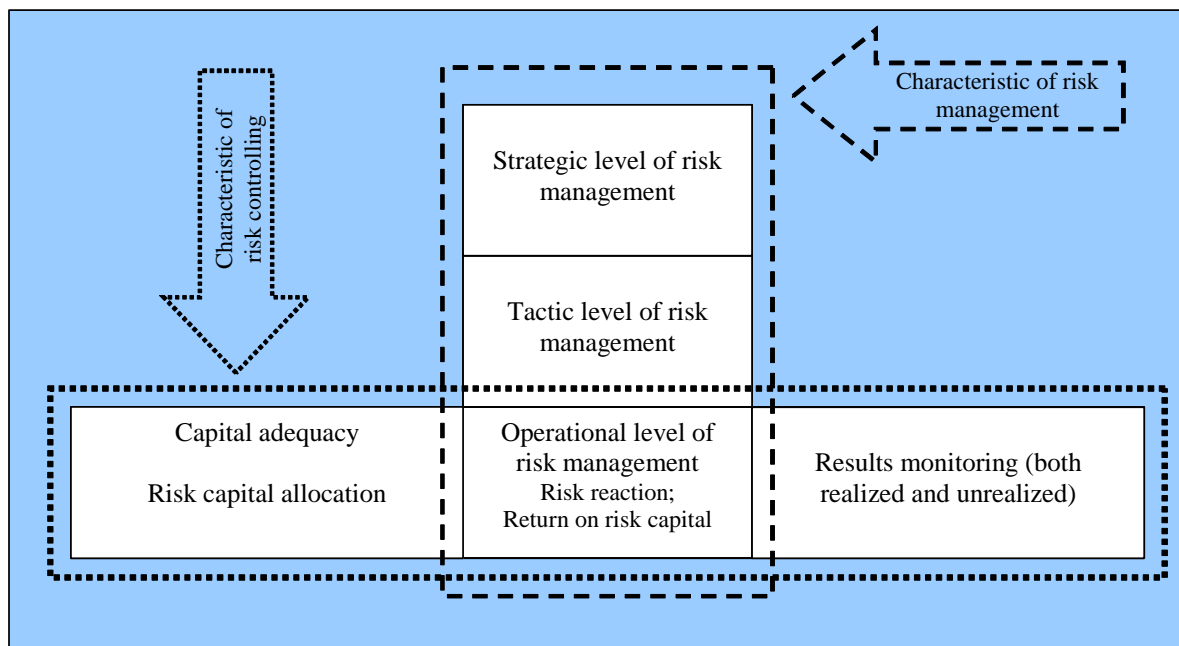 Characteristic of
risk controlling
Characteristic of risk
management
Strategic level of risk
management
Tactic level of risk
management
Capital adequacy
Risk capital allocation
Operational level of
risk management
Risk reaction;
Return on risk capital
Results monitoring (both
realized and unrealized)